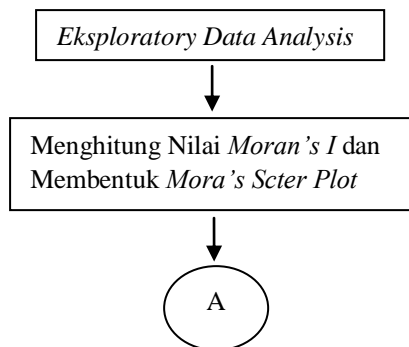 Eksploratory Data Analysis
Menghitung Nilai Moran's I dan
Membentuk Mora's Scter Plot
A